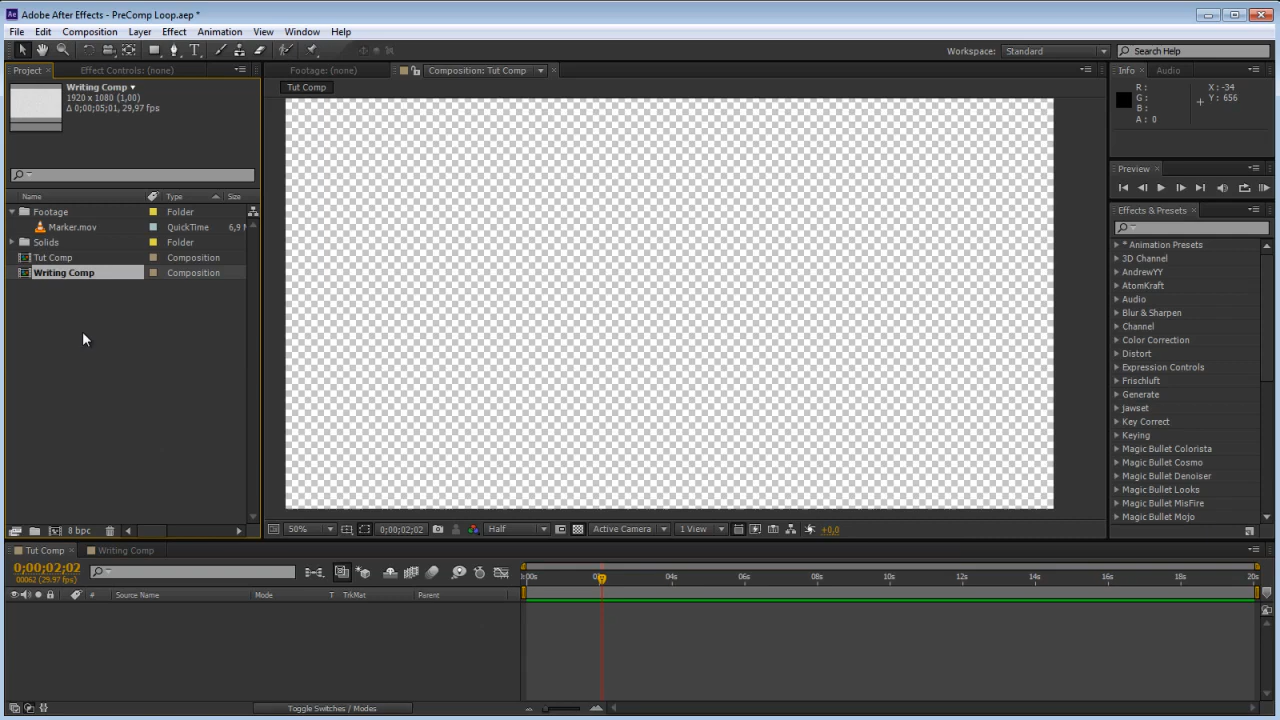 Adobe After Effects - PreComp Loop.aep *
File Edit Composition Layer Effect Animation View Window Help
Workspace: Standard Search Help
Project Effect Controls: (none) Footage: (none) Composition: Tut Comp Info Audio
Writing Comp
1920 x 1080 (1,00)
Δ 0;00;05;01, 29,97 fps
Tut Comp
R: X: -34
G: Y: 656
B:
A: 0
Preview
Effects & Presets
Name Type Size
Footage Folder
Marker.mov QuickTime 6,9
Solids Folder
Tut Comp Composition
Writing Comp Composition
* Animation Presets
3D Channel
AndrewYY
AtomKraft
Audio
Blur & Sharpen
Channel
Color Correction
Distort
Expression Controls
Frischluft
Generate
jawset
Key Correct
Keying
Magic Bullet Colorista
Magic Bullet Cosmo
Magic Bullet Denoiser
Magic Bullet Looks
Magic Bullet MisFire
Magic Bullet Mojo
8 bpc 50% 0;00;02;02 Half Active Camera 1 View +0,0
Tut Comp Writing Comp
0;00;02;02
00062 (29.97 fps)
00s 04s 06s 08s 10s 12s 14s 16s 18s 20s
# Source Name Mode T TrkMat Parent
Toggle Switches / Modes